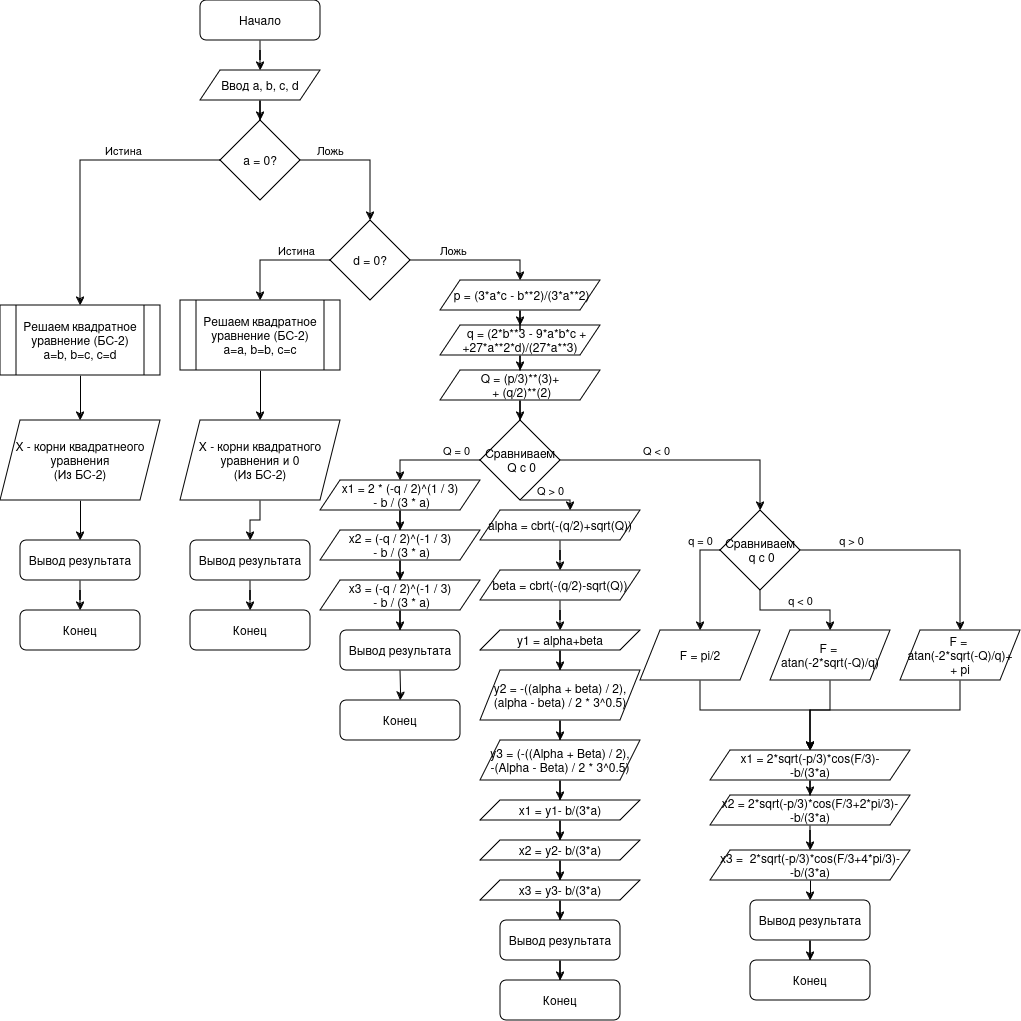 Начало
Ввод a, b, c, d
a = 0?
Истина
Ложь
d = 0?
Истина
Ложь
Решаем квадратное
уравнение (БС-2)
a=b, b=c, c=d
X - корни квадратнеого
уравнения
(Из БС-2)
Вывод результата
Конец
Решаем квадратное
уравнение (БС-2)
a=a, b=b, c=c
X - корни квадратного
уравнения и 0
(Из БС-2)
Вывод результата
Конец
p = (3*a*c - b**2)/(3*a**2)
q = (2*b**3 - 9*a*b*c +
+27*a**2*d)/(27*a**3)
Q = (p/3)**(3)+
+ (q/2)**(2)
Сравниваем
Q с 0
Q = 0
Q > 0
Q < 0
x1 = 2 * (-q / 2)^(1 / 3)
- b / (3 * a)
x2 = (-q / 2)^(-1 / 3)
- b / (3 * a)
x3 = (-q / 2)^(-1 / 3)
- b / (3 * a)
Вывод результата
Конец
alpha = cbrt(-(q/2)+sqrt(Q))
beta = cbrt(-(q/2)-sqrt(Q))
y1 = alpha+beta
y2 = -((alpha + beta) / 2),
(alpha - beta) / 2 * 3^0.5)
y3 = (-((Alpha + Beta) / 2),
-(Alpha - Beta) / 2 * 3^0.5)
x1 = y1- b/(3*a)
x2 = y2- b/(3*a)
x3 = y3- b/(3*a)
Вывод результата
Конец
Сравниваем
q с 0
q = 0
q < 0
q > 0
F = pi/2
F =
atan(-2*sqrt(-Q)/q)
F =
atan(-2*sqrt(-Q)/q)+
+ pi
x1 = 2*sqrt(-p/3)*cos(F/3)-
-b/(3*a)
x2 = 2*sqrt(-p/3)*cos(F/3+2*pi/3)-
-b/(3*a)
x3 = 2*sqrt(-p/3)*cos(F/3+4*pi/3)-
-b/(3*a)
Вывод результата
Конец